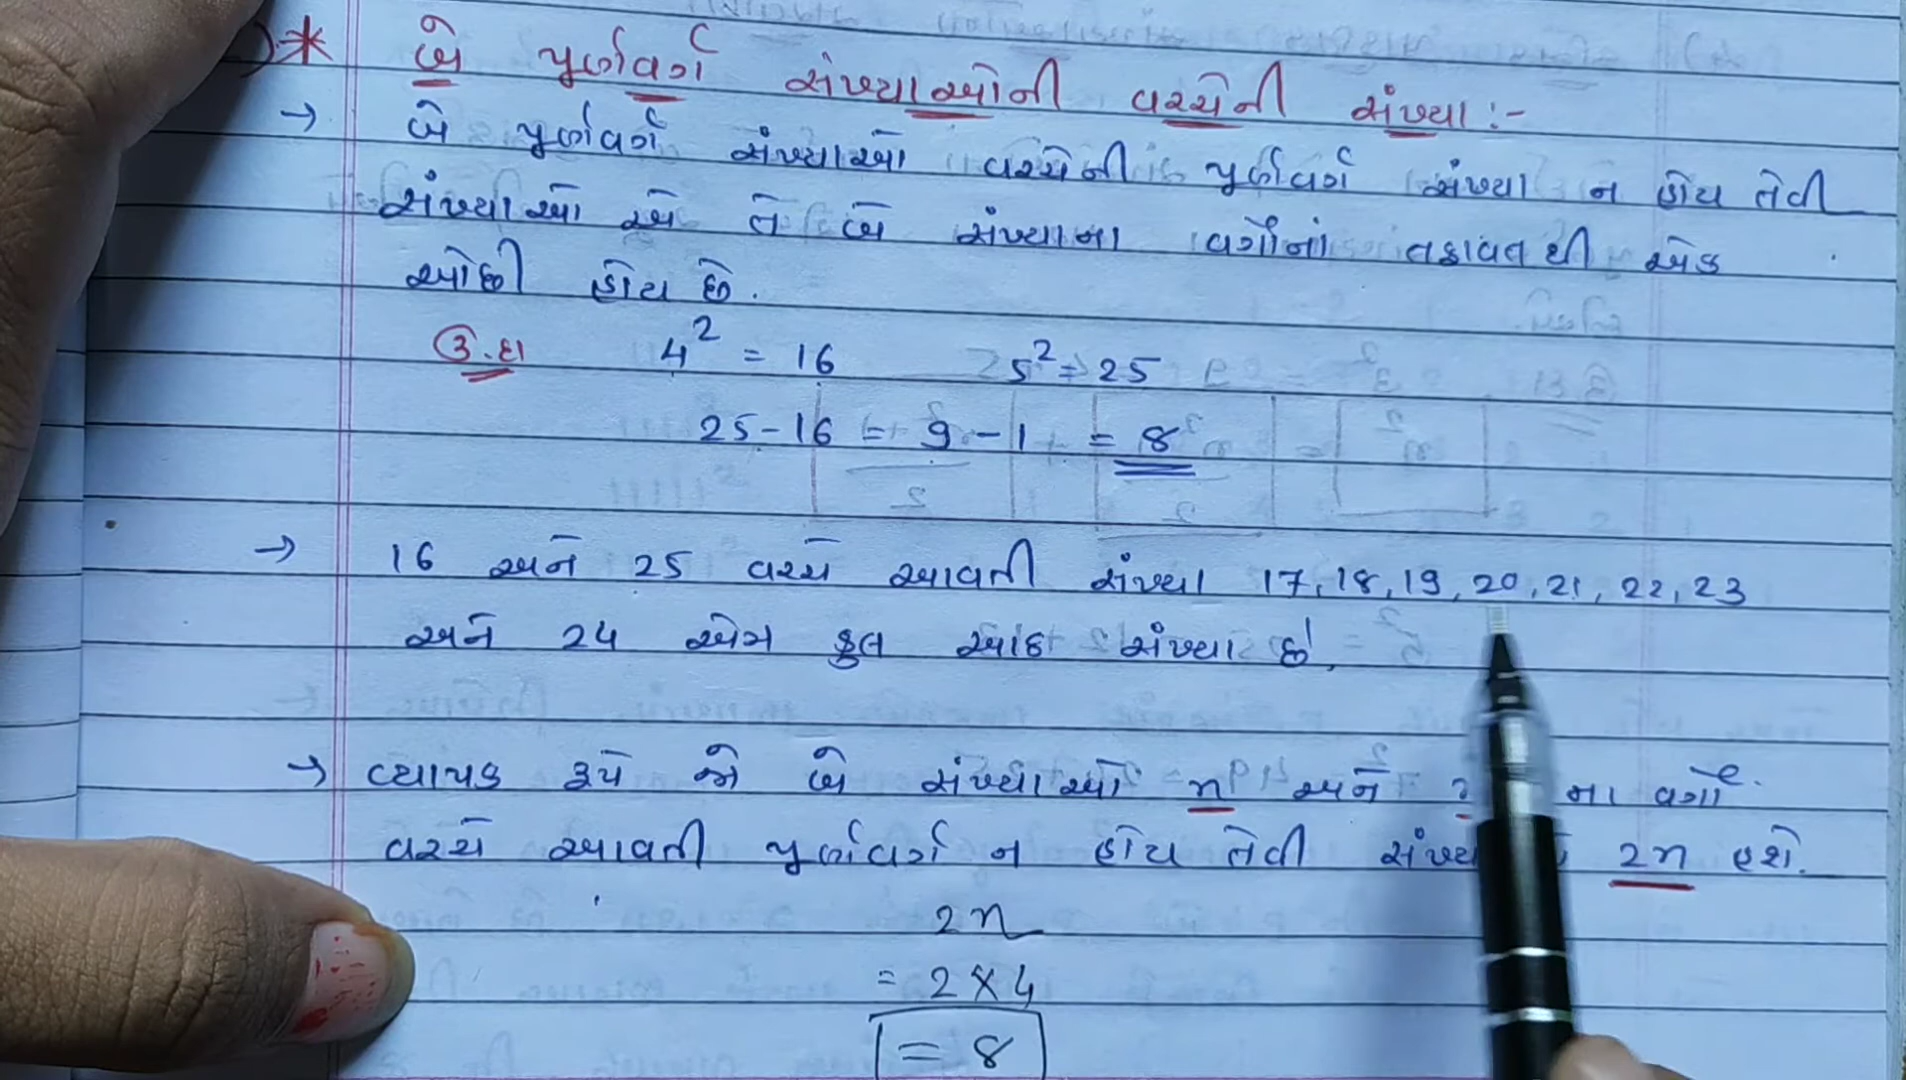 * બે પૂર્ણવર્ગ સંખ્યાઓની વચ્ચેની સંખ્યા :-
→ બે પૂર્ણવર્ગ સંખ્યાઓ વચ્ચેની પૂર્ણવર્ગ સંખ્યા ન હોય તેવી
સંખ્યાઓ એ તે બે સંખ્યાના વર્ગોનાં તફાવત થી એક
ઓછી હોય છે.
ઉ.દા 4² = 16 5² = 25
25 - 16 = 9 - 1 = 8
→ 16 અને 25 વચ્ચે આવતી સંખ્યા 17, 18, 19, 20, 21, 22, 23
અને 24 એમ કુલ આઠ સંખ્યા છે.
→ વ્યાપક રૂપે જો બે સંખ્યાઓ n અને ના વર્ગો
વચ્ચે આવતી પૂર્ણવર્ગ ન હોય તેવી 2n હશે.
2n
= 2 × 4
= 8